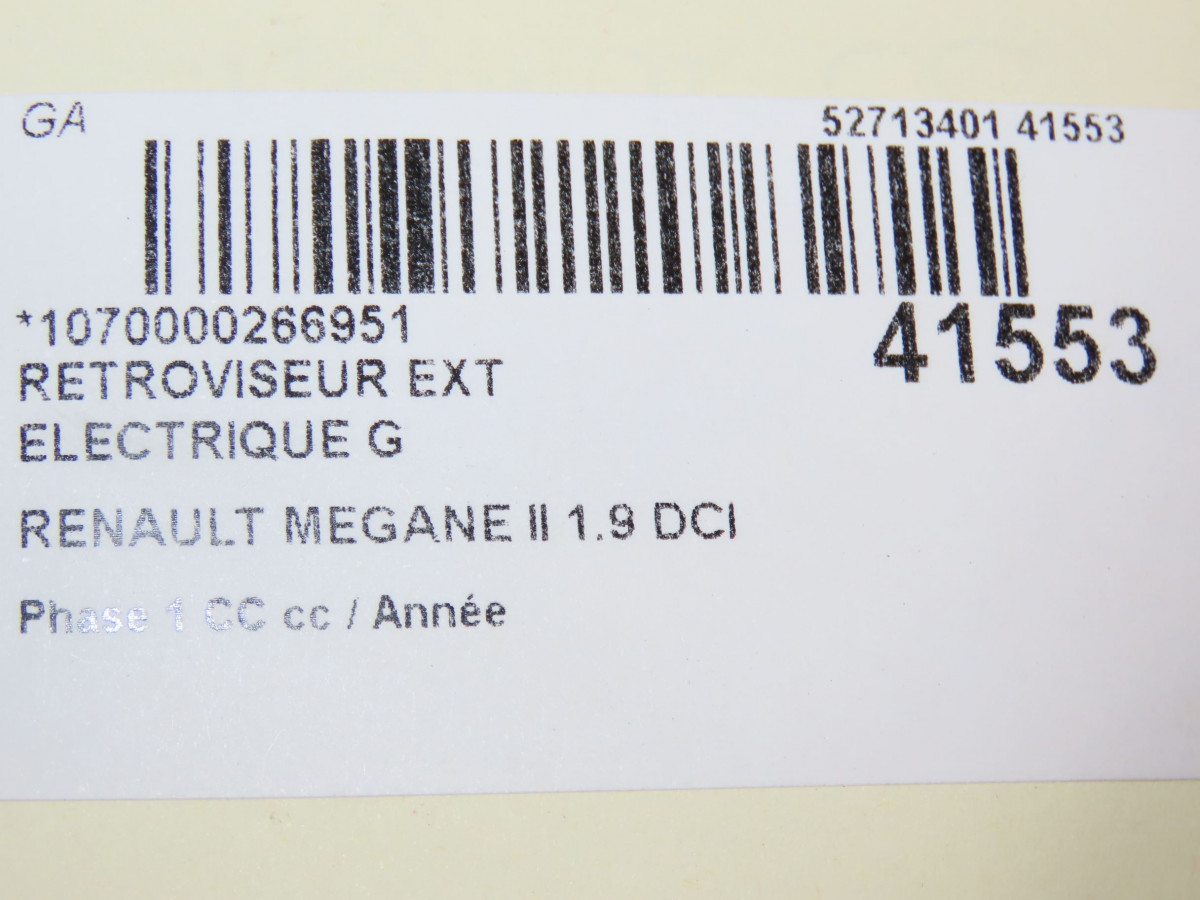 GA
52713401 41553
*1070000266951
41553
RETROVISEUR EXT
ELECTRIQUE G
RENAULT MEGANE II 1.9 DCI
Phase 1 CC cc / Année